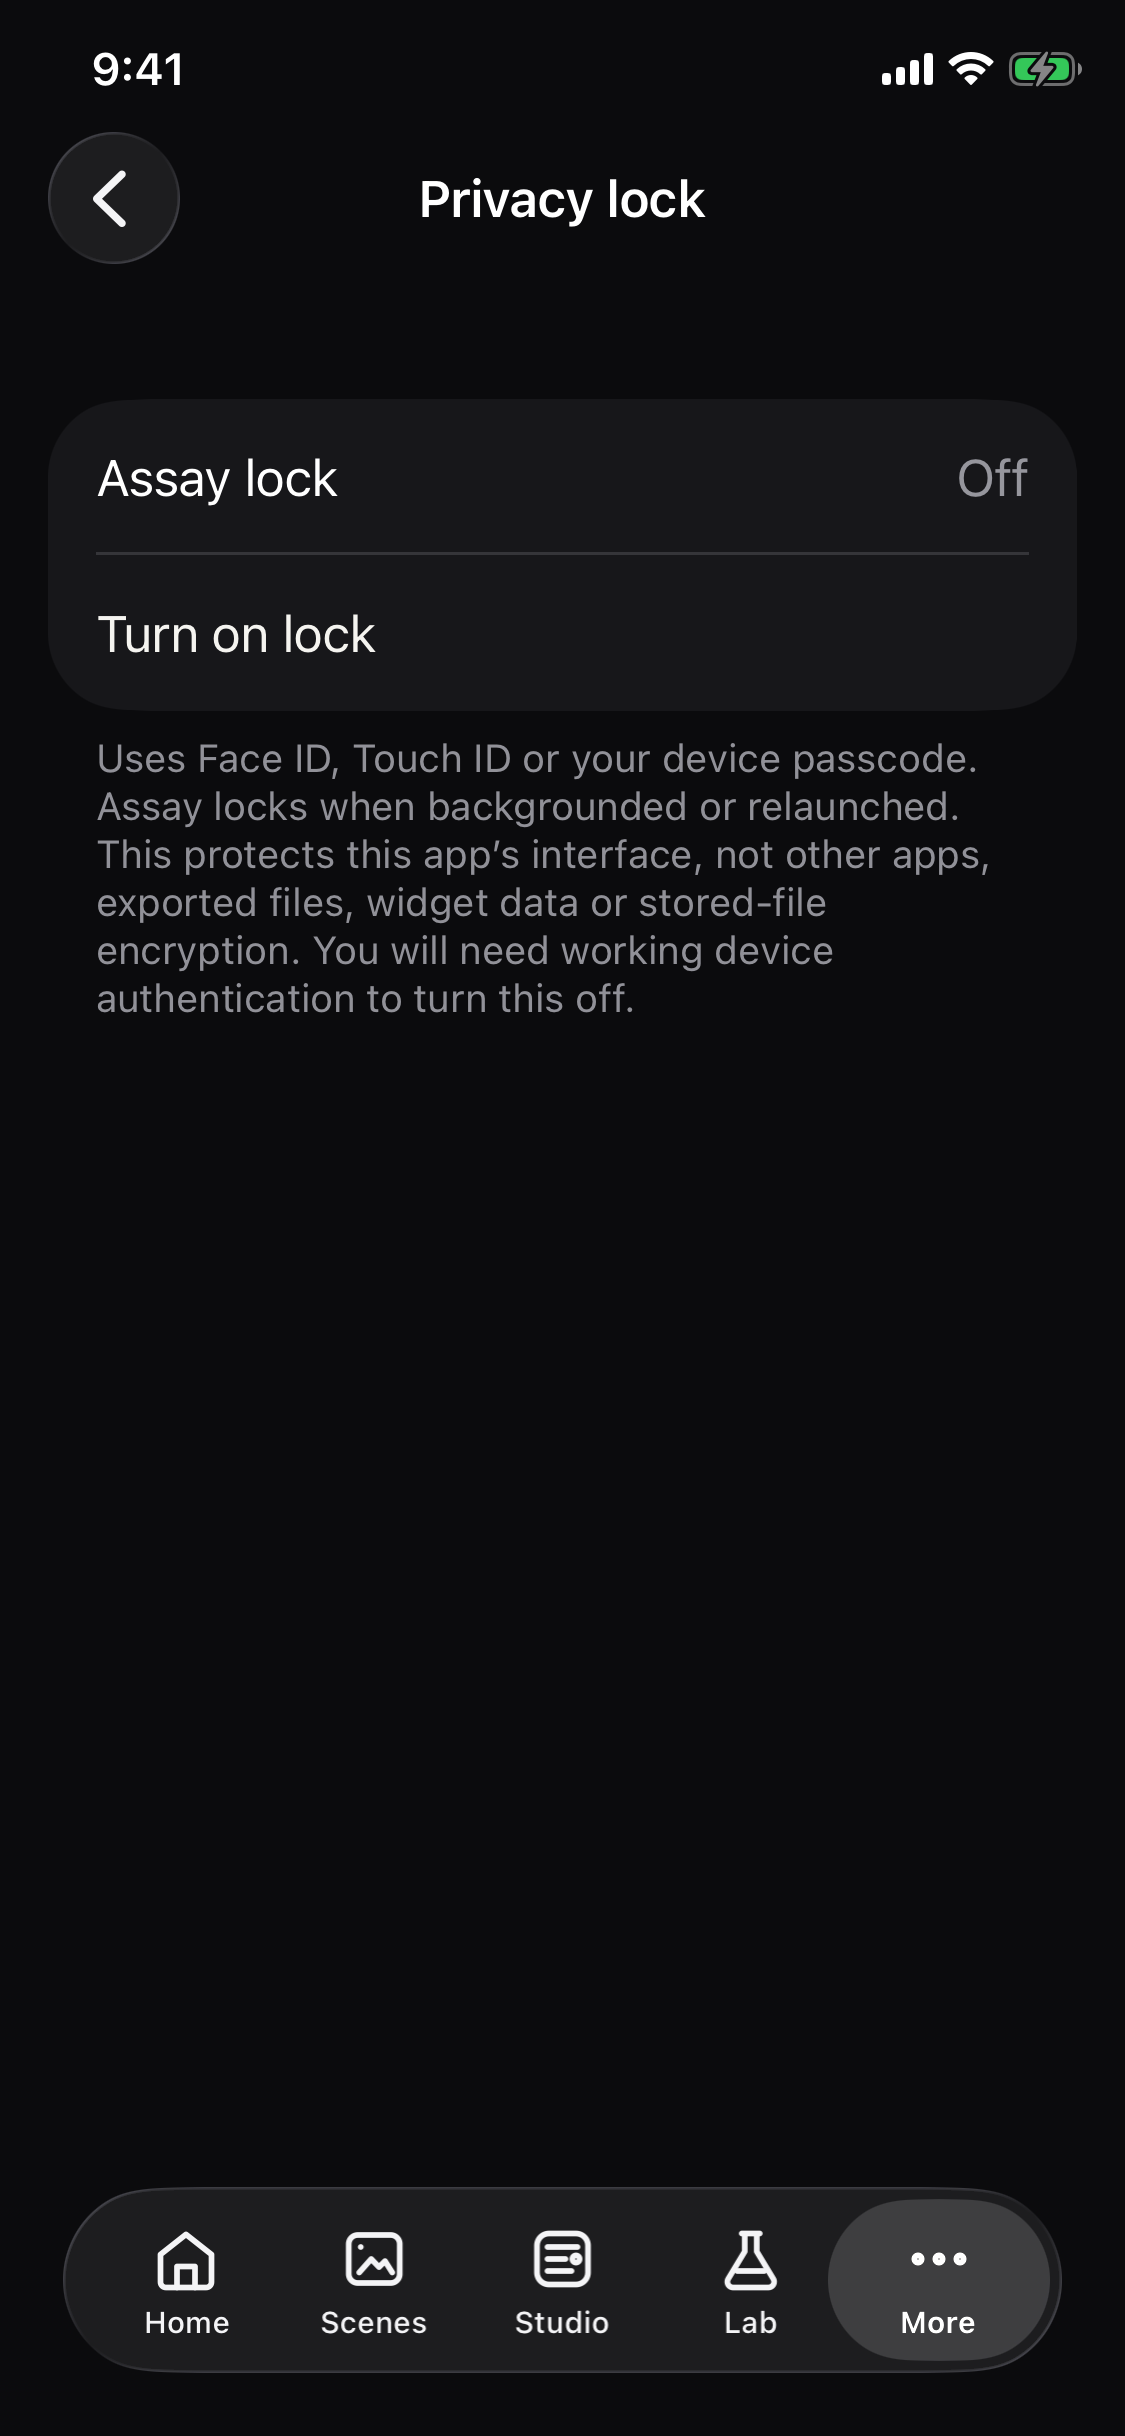 9:41
Privacy lock
Assay lock
Off
Turn on lock
Uses Face ID, Touch ID or your device passcode.
Assay locks when backgrounded or relaunched.
This protects this app’s interface, not other apps,
exported files, widget data or stored-file
encryption. You will need working device
authentication to turn this off.
Home
Scenes
Studio
Lab
More